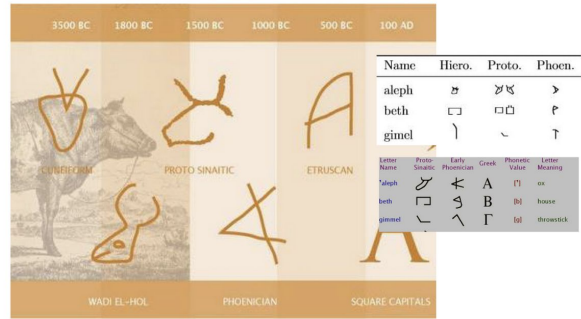 3500 BC 1800 BC 1500 BC 1000 BC 500 BC 100 AD
CUNEIFORM PROTO SINAITIC ETRUSCAN
WADI EL-HOL PHOENICIAN SQUARE CAPITALS
Name Hiero. Proto. Phoen.
aleph
beth
gimel
Letter Name Proto-Sinaitic Early Phoenician Greek Phonetic Value Letter Meaning
'aleph A ['] ox
beth B [b] house
gimmel Γ [g] throwstick